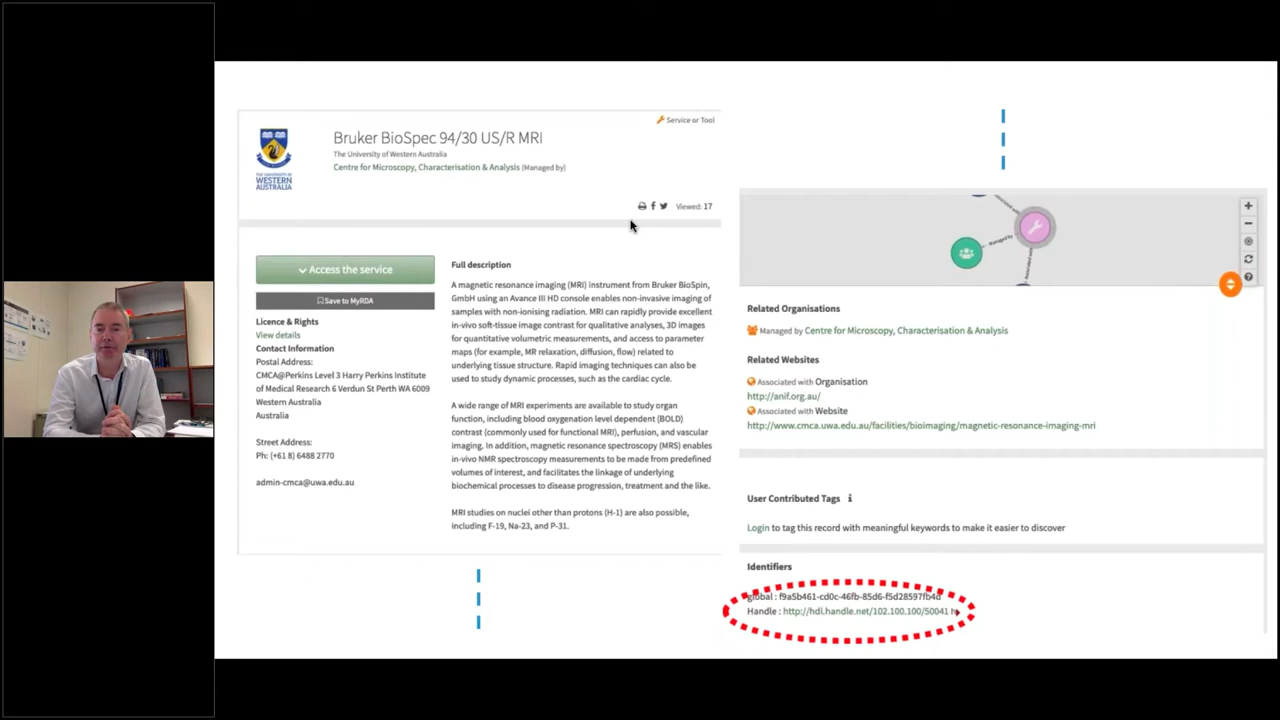 Service or Tool
Bruker BioSpec 94/30 US/R MRI
The University of Western Australia
Centre for Microscopy, Characterisation & Analysis (Managed by)
THE UNIVERSITY OF
WESTERN
AUSTRALIA
Viewed: 17
Access the service
Save to MyRDA
Licence & Rights
View details
Contact Information
Postal Address:
CMCA@Perkins Level 3 Harry Perkins Institute
of Medical Research 6 Verdun St Perth WA 6009
Western Australia
Australia
Street Address:
Ph: (+61 8) 6488 2770
admin-cmca@uwa.edu.au
Full description
A magnetic resonance imaging (MRI) instrument from Bruker BioSpin,
GmbH using an Avance III HD console enables non-invasive imaging of
samples with non-ionising radiation. MRI can rapidly provide excellent
in-vivo soft-tissue image contrast for qualitative analyses, 3D images
for quantitative volumetric measurements, and access to parameter
maps (for example, MR relaxation, diffusion, flow) related to
underlying tissue structure. Rapid imaging techniques can also be
used to study dynamic processes, such as the cardiac cycle.
A wide range of MRI experiments are available to study organ
function, including blood oxygenation level dependent (BOLD)
contrast (commonly used for functional MRI), perfusion, and vascular
imaging. In addition, magnetic resonance spectroscopy (MRS) enables
in-vivo NMR spectroscopy measurements to be made from predefined
volumes of interest, and facilitates the linkage of underlying
biochemical processes to disease progression, treatment and the like.
MRI studies on nuclei other than protons (H-1) are also possible,
including F-19, Na-23, and P-31.
Managed by
Related Organisations
Managed by Centre for Microscopy, Characterisation & Analysis
Related Websites
Associated with Organisation
http://anif.org.au/
Associated with Website
http://www.cmca.uwa.edu.au/facilities/bioimaging/magnetic-resonance-imaging-mri
User Contributed Tags
Login to tag this record with meaningful keywords to make it easier to discover
Identifiers
global : f9a5b461-cd0c-46fb-85d6-f5d28597fb4d
Handle : http://hdl.handle.net/102.100.100/50041